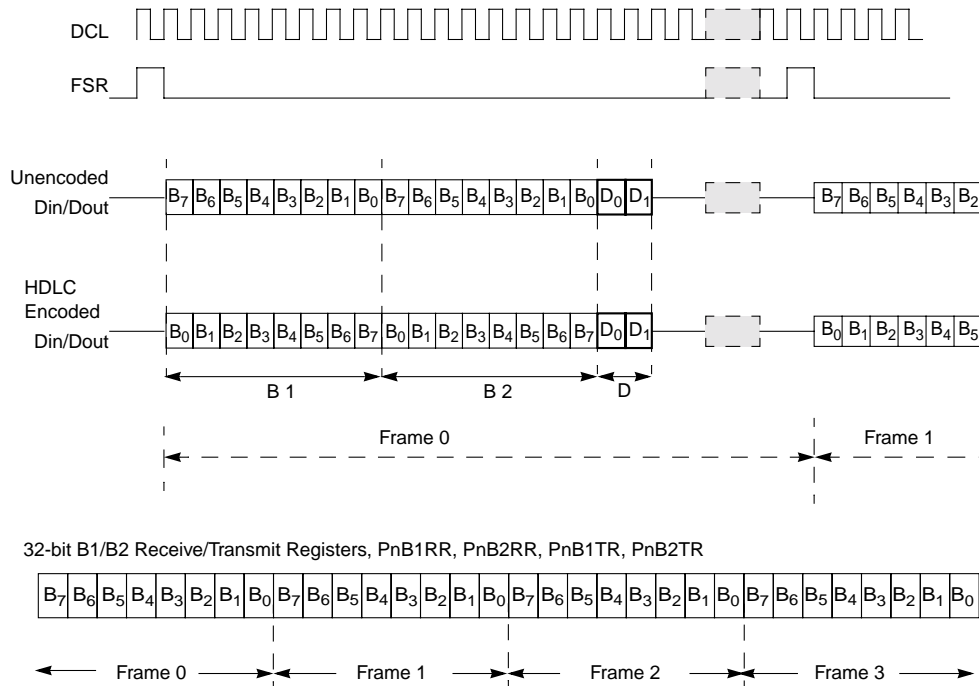 DCL
FSR
Unencoded
Din/Dout
B7 B6 B5 B4 B3 B2 B1 B0 B7 B6 B5 B4 B3 B2 B1 B0 D0 D1 B7 B6 B5 B4 B3 B2
HDLC
Encoded
Din/Dout
B0 B1 B2 B3 B4 B5 B6 B7 B0 B1 B2 B3 B4 B5 B6 B7 D0 D1 B0 B1 B2 B3 B4 B5
B 1 B 2 D
Frame 0 Frame 1
32-bit B1/B2 Receive/Transmit Registers, PnB1RR, PnB2RR, PnB1TR, PnB2TR
B7 B6 B5 B4 B3 B2 B1 B0 B7 B6 B5 B4 B3 B2 B1 B0 B7 B6 B5 B4 B3 B2 B1 B0 B7 B6 B5 B4 B3 B2 B1 B0
Frame 0 Frame 1 Frame 2 Frame 3